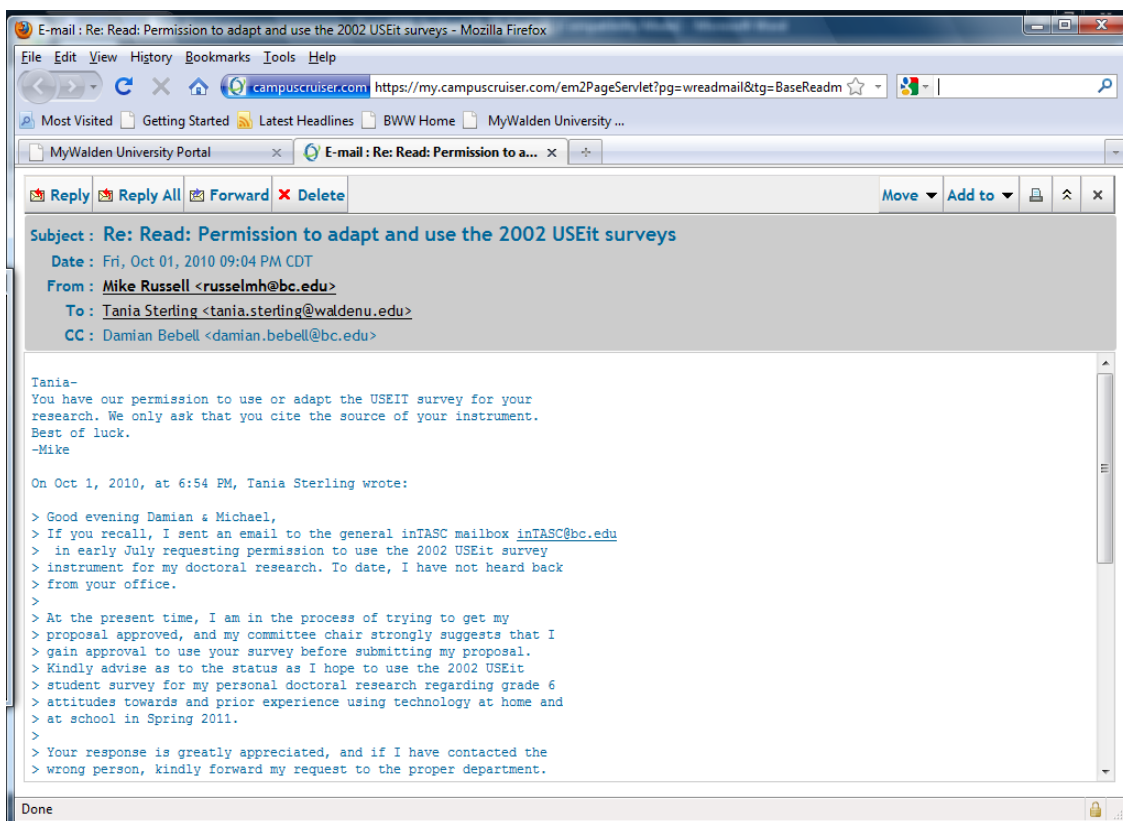 E-mail : Re: Read: Permission to adapt and use the 2002 USEit surveys - Mozilla Firefox
File Edit View History Bookmarks Tools Help
campuscruiser.com https://my.campuscruiser.com/em2PageServlet?pg=wreadmail&tg=BaseReadm
Most Visited Getting Started Latest Headlines BWW Home MyWalden University ...
MyWalden University Portal E-mail : Re: Read: Permission to a...
Reply Reply All Forward Delete Move Add to
Subject : Re: Read: Permission to adapt and use the 2002 USEit surveys
Date : Fri, Oct 01, 2010 09:04 PM CDT
From : Mike Russell <russelmh@bc.edu>
To : Tania Sterling <tania.sterling@waldenu.edu>
CC : Damian Bebell <damian.bebell@bc.edu>
Tania-
You have our permission to use or adapt the USEIT survey for your
research. We only ask that you cite the source of your instrument.
Best of luck.
-Mike
On Oct 1, 2010, at 6:54 PM, Tania Sterling wrote:
> Good evening Damian & Michael,
> If you recall, I sent an email to the general inTASC mailbox inTASC@bc.edu
>  in early July requesting permission to use the 2002 USEit survey
> instrument for my doctoral research. To date, I have not heard back
> from your office.
>
> At the present time, I am in the process of trying to get my
> proposal approved, and my committee chair strongly suggests that I
> gain approval to use your survey before submitting my proposal.
> Kindly advise as to the status as I hope to use the 2002 USEit
> student survey for my personal doctoral research regarding grade 6
> attitudes towards and prior experience using technology at home and
> at school in Spring 2011.
>
> Your response is greatly appreciated, and if I have contacted the
> wrong person, kindly forward my request to the proper department.
Done